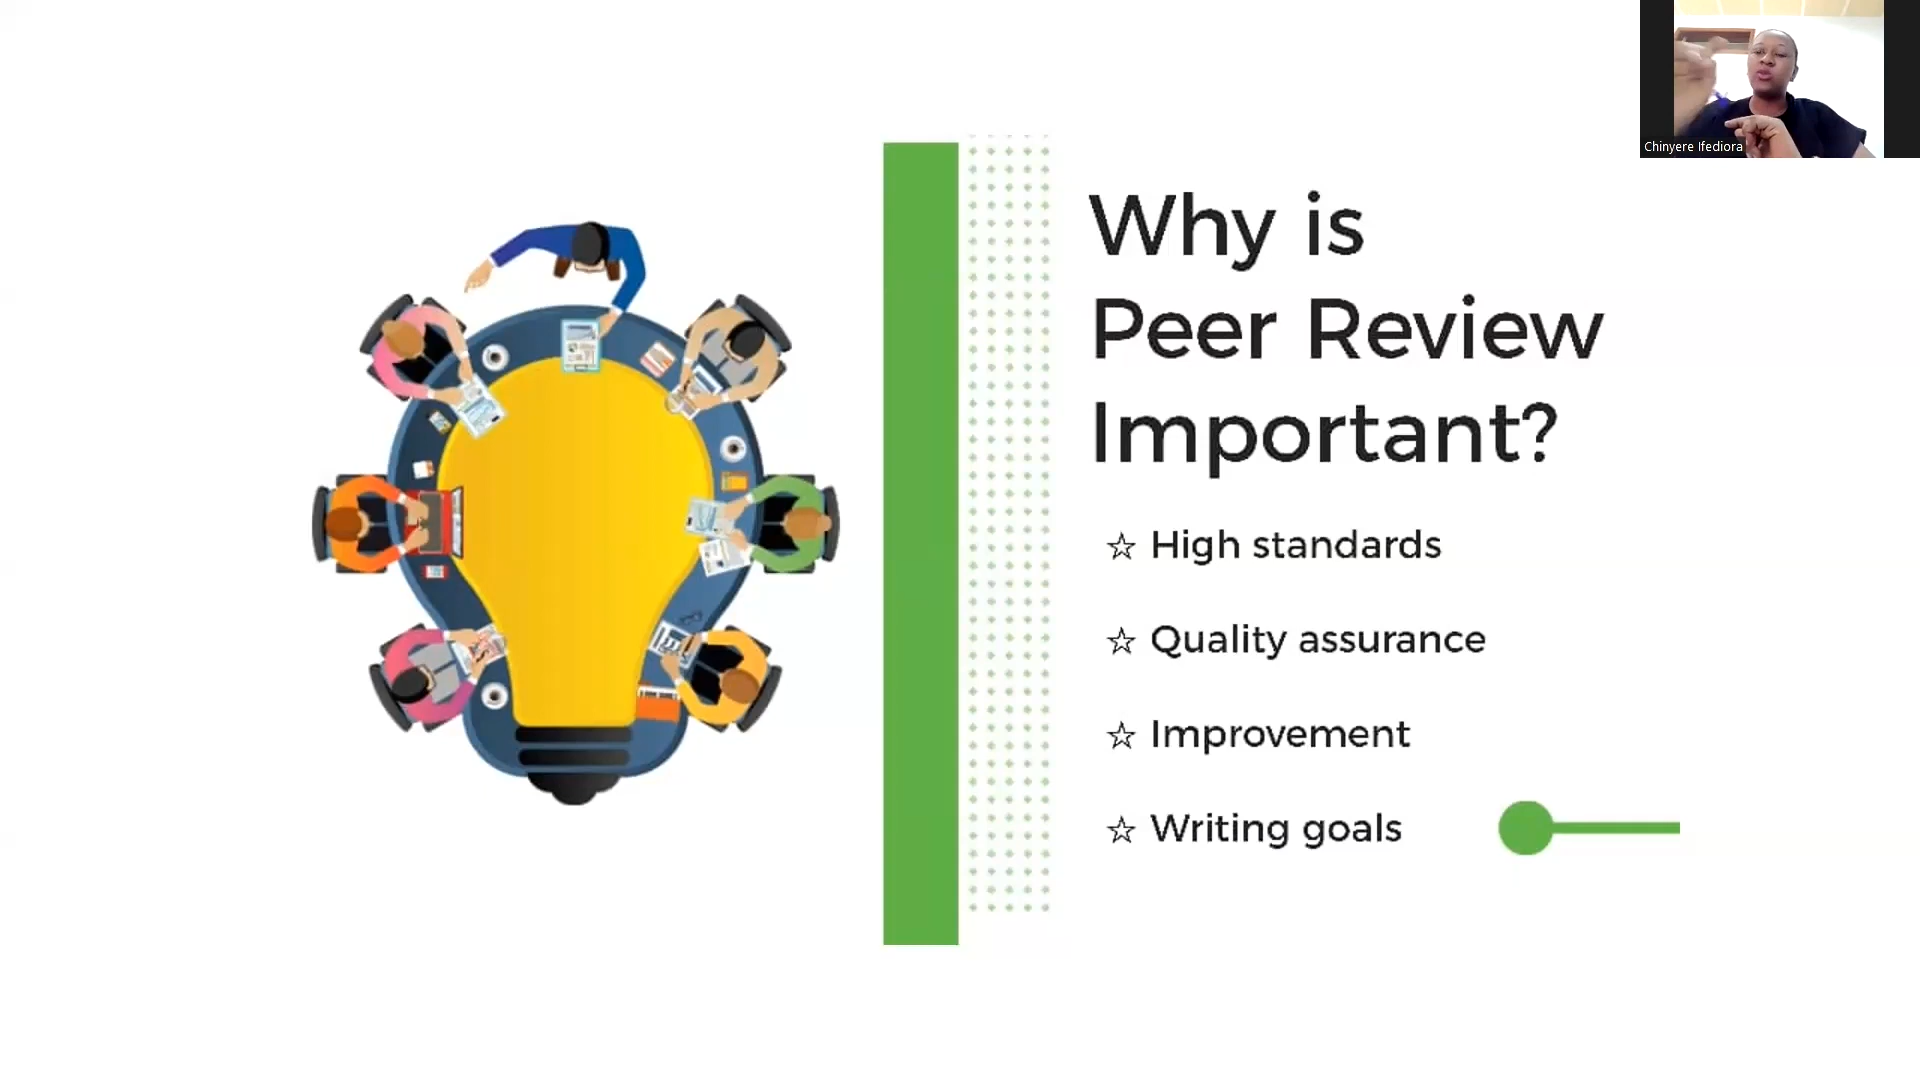 Chinyere Ifediora
Why is
Peer Review
Important?
☆ High standards
☆ Quality assurance
☆ Improvement
☆ Writing goals